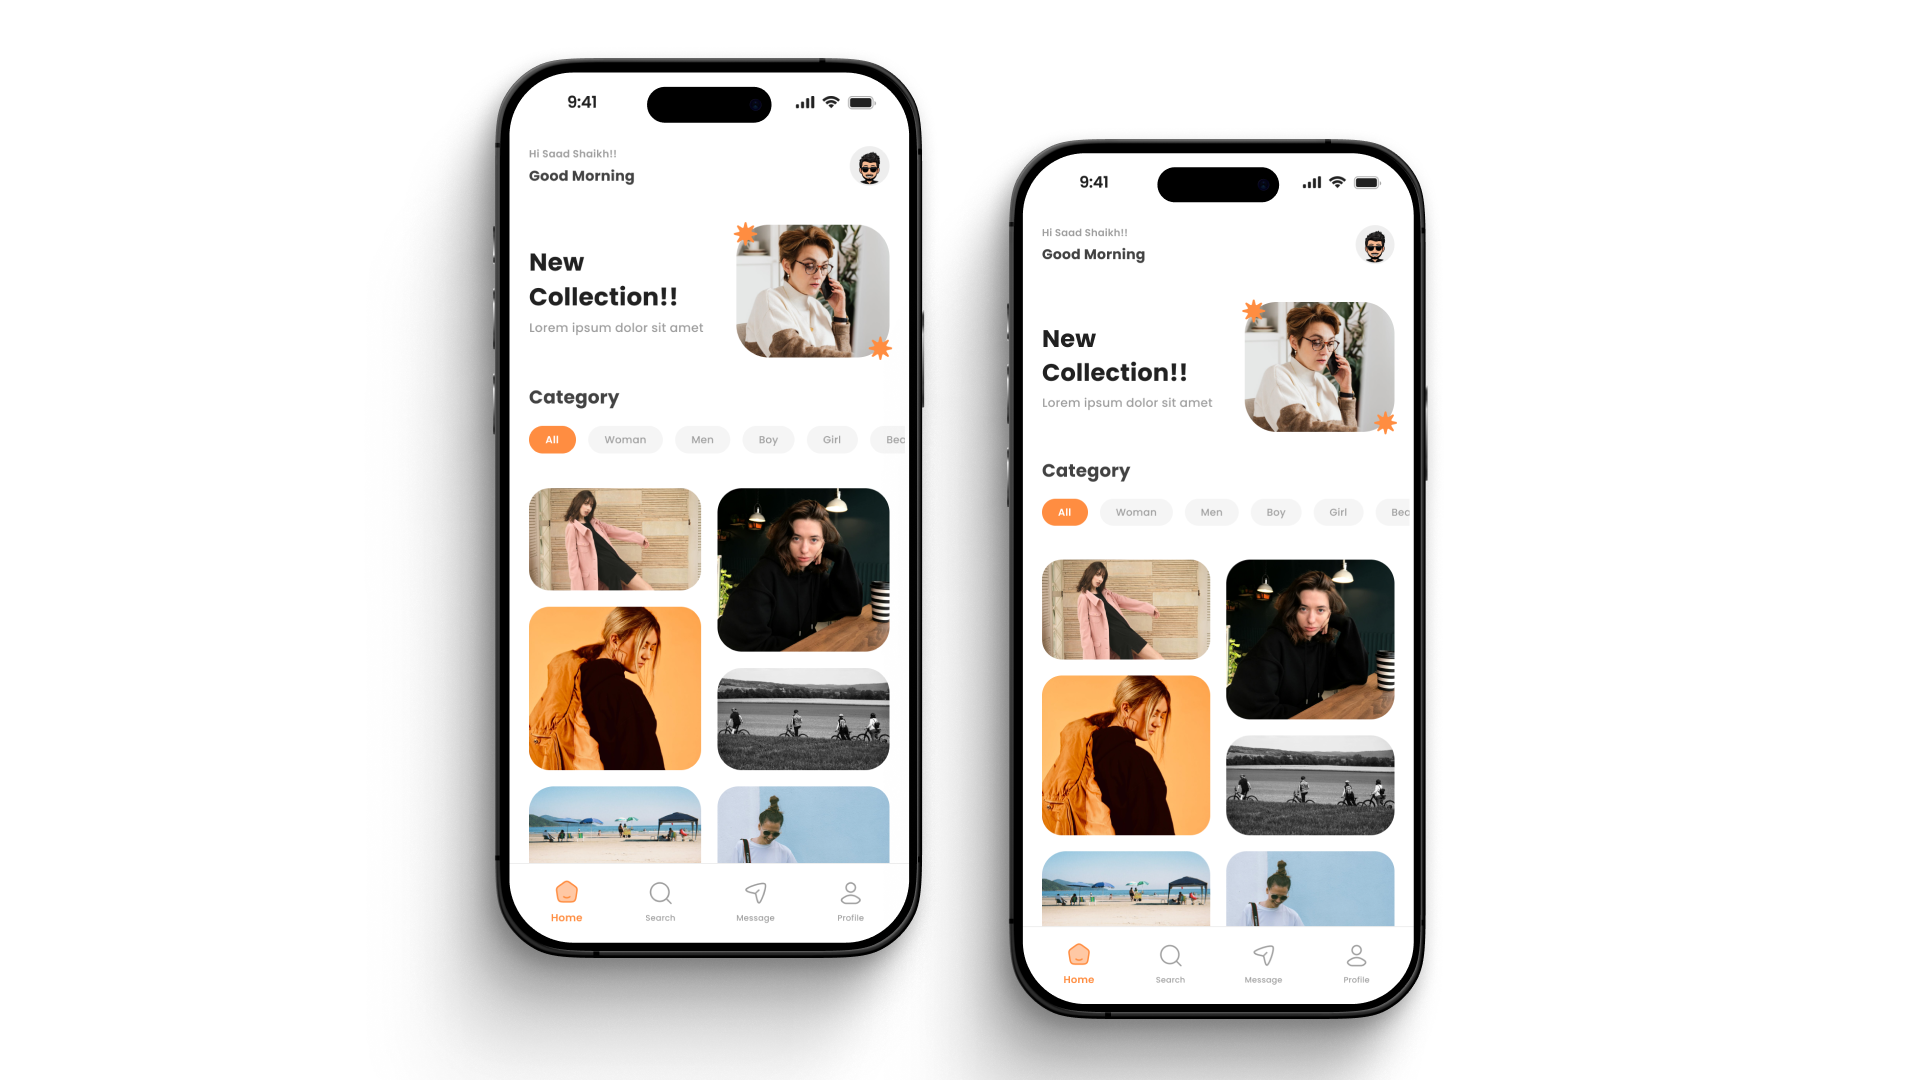 9:41
Hi Saad Shaikh!!
Good Morning
New
Collection!!
Lorem ipsum dolor sit amet
Category
All Woman Men Boy Girl Bea
Home Search Message Profile
9:41
Hi Saad Shaikh!!
Good Morning
New
Collection!!
Lorem ipsum dolor sit amet
Category
All Woman Men Boy Girl Bea
Home Search Message Profile